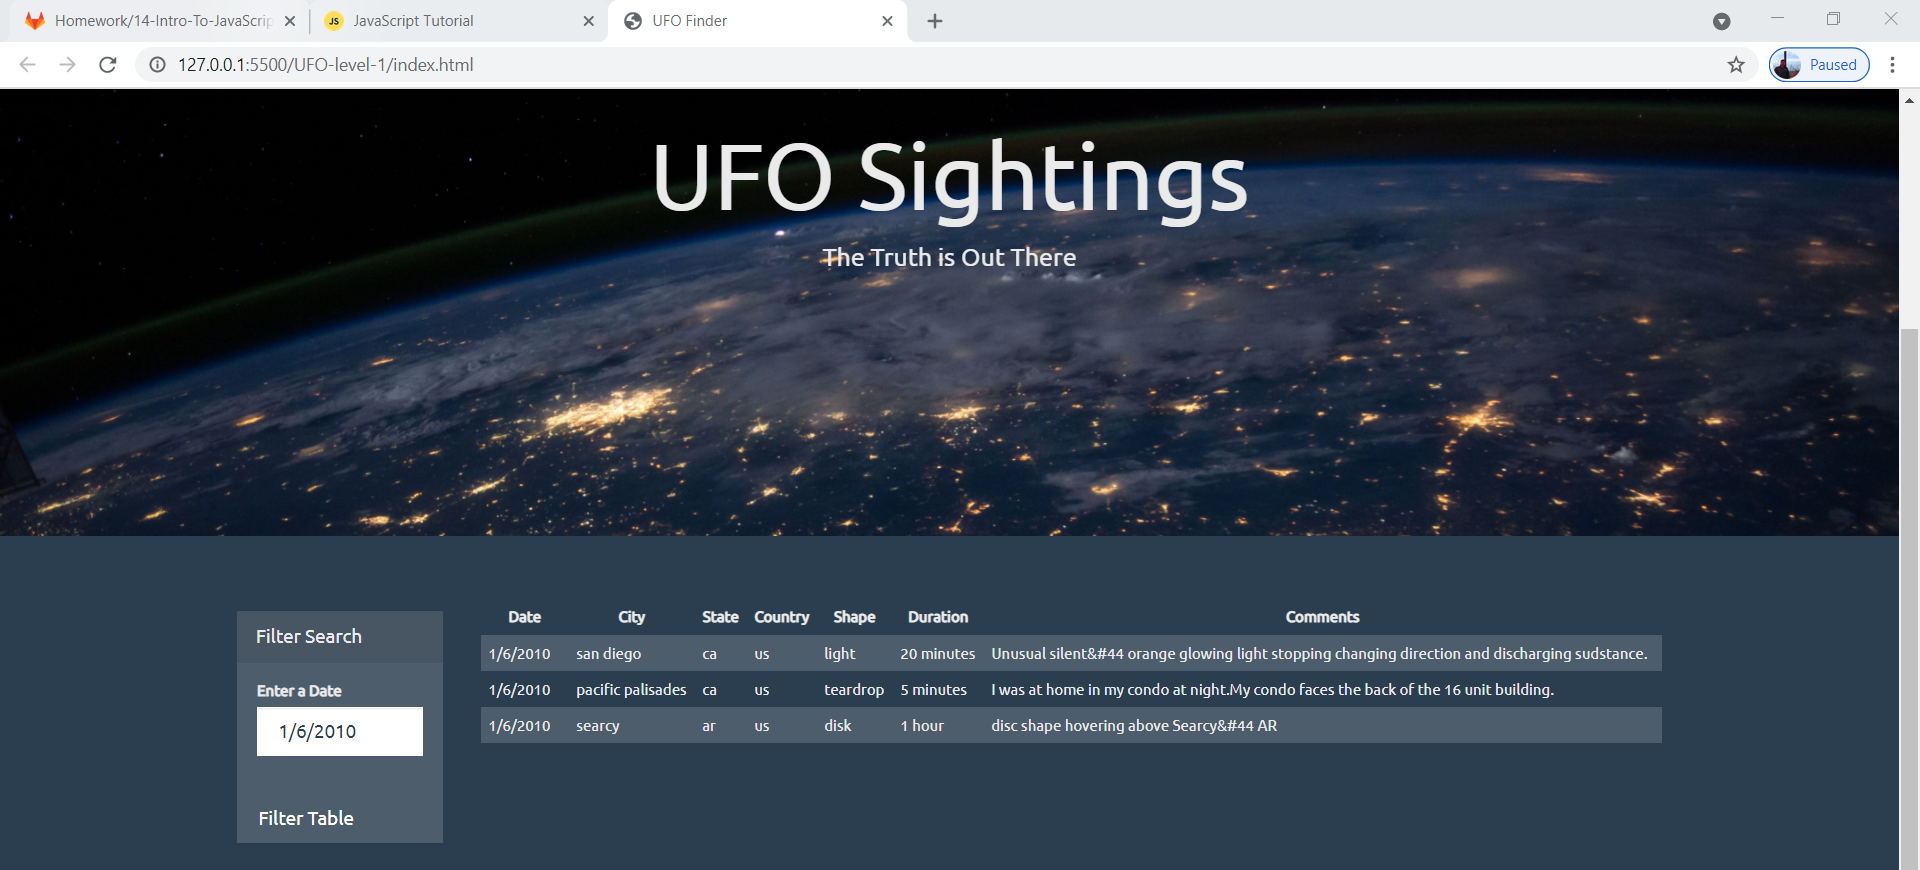 Homework/14-Intro-To-JavaScrip
JS JavaScript Tutorial
UFO Finder
127.0.0.1:5500/UFO-level-1/index.html
Paused
UFO Sightings
The Truth is Out There
Filter Search
Enter a Date
1/6/2010
Filter Table
Date City State Country Shape Duration Comments
1/6/2010 san diego ca us light 20 minutes Unusual silent&#44 orange glowing light stopping changing direction and discharging sudstance.
1/6/2010 pacific palisades ca us teardrop 5 minutes I was at home in my condo at night.My condo faces the back of the 16 unit building.
1/6/2010 searcy ar us disk 1 hour disc shape hovering above Searcy&#44 AR